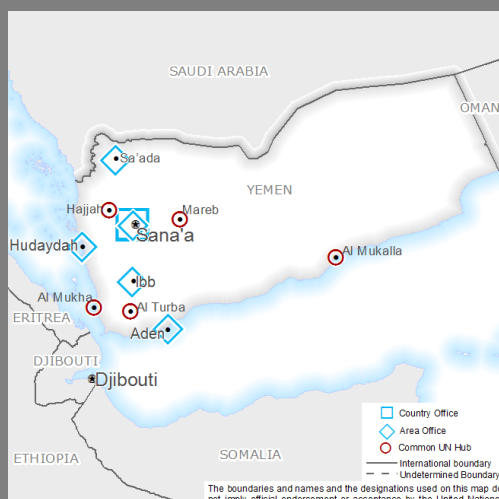 SAUDI ARABIA
OMAN
Sa'ada
YEMEN
Hajjah
Mareb
Sana'a
Hudaydah
Al Mukalla
Ibb
Al Mukha
Al Turba
ERITREA
Aden
DJIBOUTI
Djibouti
Country Office
Area Office
Common UN Hub
ETHIOPIA
SOMALIA
International boundary
Undetermined Boundary
The boundaries and names and the designations used on this map do
not imply official endorsement or acceptance by the United Nations